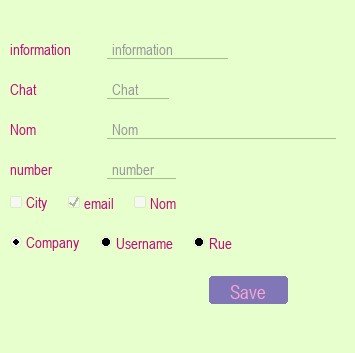 information information
Chat Chat
Nom Nom
number number
City email Nom
Company Username Rue
Save